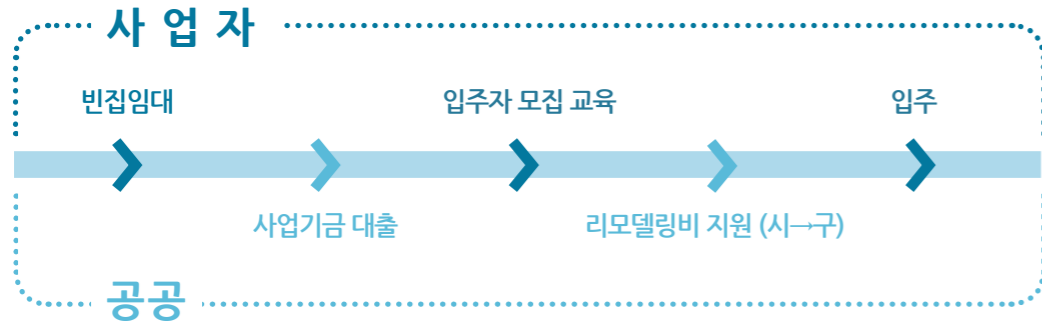 사 업 자
빈집임대 입주자 모집 교육 입주
사업기금 대출 리모델링비 지원 (시→구)
공공